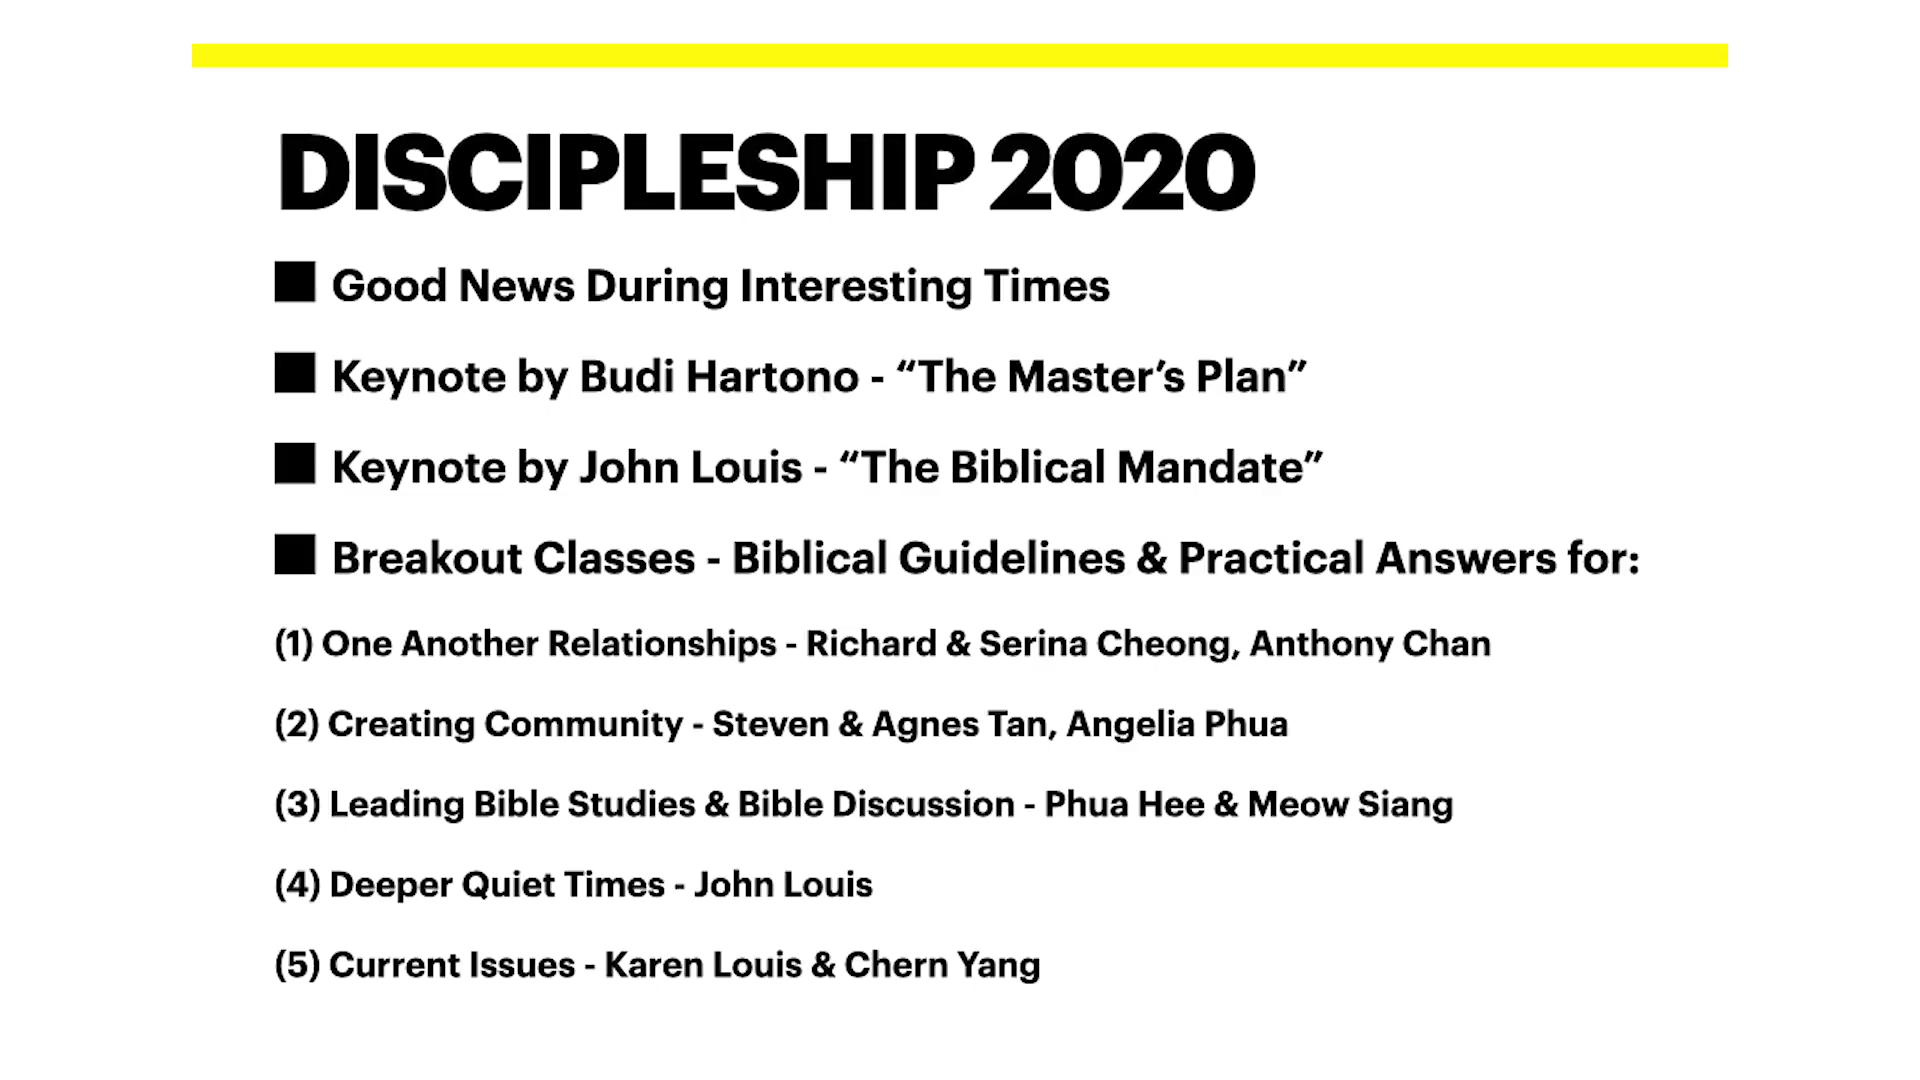 DISCIPLESHIP 2020
■ Good News During Interesting Times
■ Keynote by Budi Hartono - “The Master’s Plan”
■ Keynote by John Louis - “The Biblical Mandate”
■ Breakout Classes - Biblical Guidelines & Practical Answers for:
(1) One Another Relationships - Richard & Serina Cheong, Anthony Chan
(2) Creating Community - Steven & Agnes Tan, Angelia Phua
(3) Leading Bible Studies & Bible Discussion - Phua Hee & Meow Siang
(4) Deeper Quiet Times - John Louis
(5) Current Issues - Karen Louis & Chern Yang